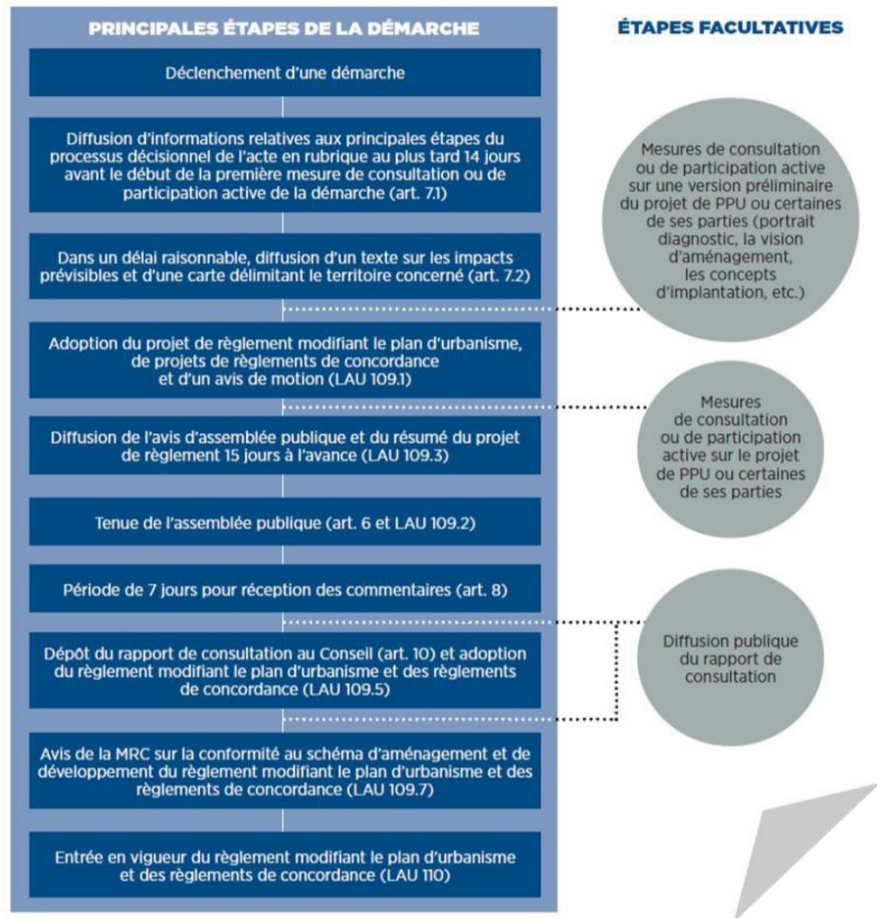 PRINCIPALES ÉTAPES DE LA DÉMARCHE
Déclenchement d'une démarche
Diffusion d'informations relatives aux principales étapes du
processus décisionnel de l'acte en rubrique au plus tard 14 jours
avant le début de la première mesure de consultation ou de
participation active de la démarche (art. 7.1)
Dans un délai raisonnable, diffusion d'un texte sur les impacts
prévisibles et d'une carte délimitant le territoire concerné (art. 7.2)
Adoption du projet de règlement modifiant le plan d'urbanisme,
de projets de règlements de concordance
et d'un avis de motion (LAU 109.1)
Diffusion de l'avis d'assemblée publique et du résumé du projet
de règlement 15 jours à l'avance (LAU 109.3)
Tenue de l'assemblée publique (art. 6 et LAU 109.2)
Période de 7 jours pour réception des commentaires (art. 8)
Dépôt du rapport de consultation au Conseil (art. 10) et adoption
du règlement modifiant le plan d'urbanisme et des règlements
de concordance (LAU 109.5)
Avis de la MRC sur la conformité au schéma d'aménagement et de
développement du règlement modifiant le plan d'urbanisme et des
règlements de concordance (LAU 109.7)
Entrée en vigueur du règlement modifiant le plan d'urbanisme
et des règlements de concordance (LAU 110)
ÉTAPES FACULTATIVES
Mesures de consultation
ou de participation active
sur une version préliminaire
du projet de PPU ou certaines
de ses parties (portrait
diagnostic, la vision
d'aménagement,
les concepts
d'implantation, etc.)
Mesures
de consultation
ou de participation
active sur le projet
de PPU ou certaines
de ses parties
Diffusion publique
du rapport de
consultation